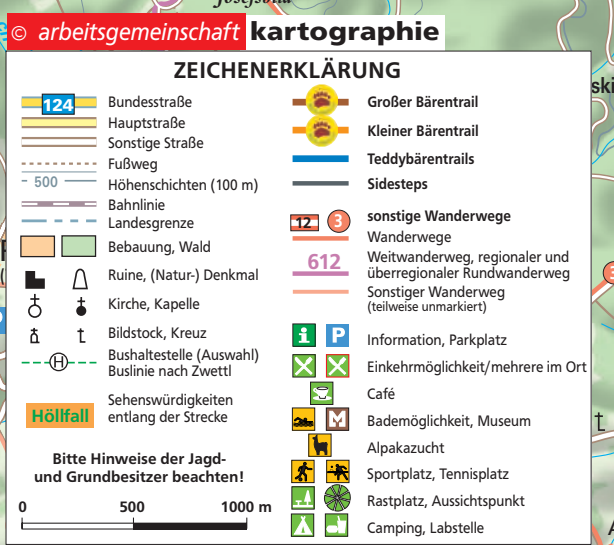 Josefsbild
© arbeitsgemeinschaft kartographie
ZEICHENERKLÄRUNG
124 Bundesstraße
Hauptstraße
Sonstige Straße
Fußweg
500 Höhenschichten (100 m)
Bahnlinie
Landesgrenze
Bebauung, Wald
Ruine, (Natur-) Denkmal
Kirche, Kapelle
Bildstock, Kreuz
H Bushaltestelle (Auswahl)
Buslinie nach Zwettl
Höllfall Sehenswürdigkeiten
entlang der Strecke
Bitte Hinweise der Jagd-
und Grundbesitzer beachten!
0 500 1000 m
Großer Bärentrail
Kleiner Bärentrail
Teddybärentrails
Sidesteps
12 3 sonstige Wanderwege
Wanderwege
612 Weitwanderweg, regionaler und
überregionaler Rundwanderweg
Sonstiger Wanderweg
(teilweise unmarkiert)
i P Information, Parkplatz
Einkehrmöglichkeit/mehrere im Ort
Café
M Bademöglichkeit, Museum
Alpakazucht
Sportplatz, Tennisplatz
Rastplatz, Aussichtspunkt
Camping, Labstelle
ski
3